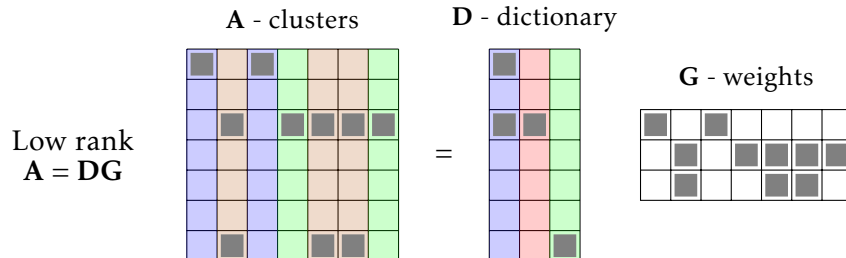 A - clusters
D - dictionary
G - weights
Low rank
A = DG
=